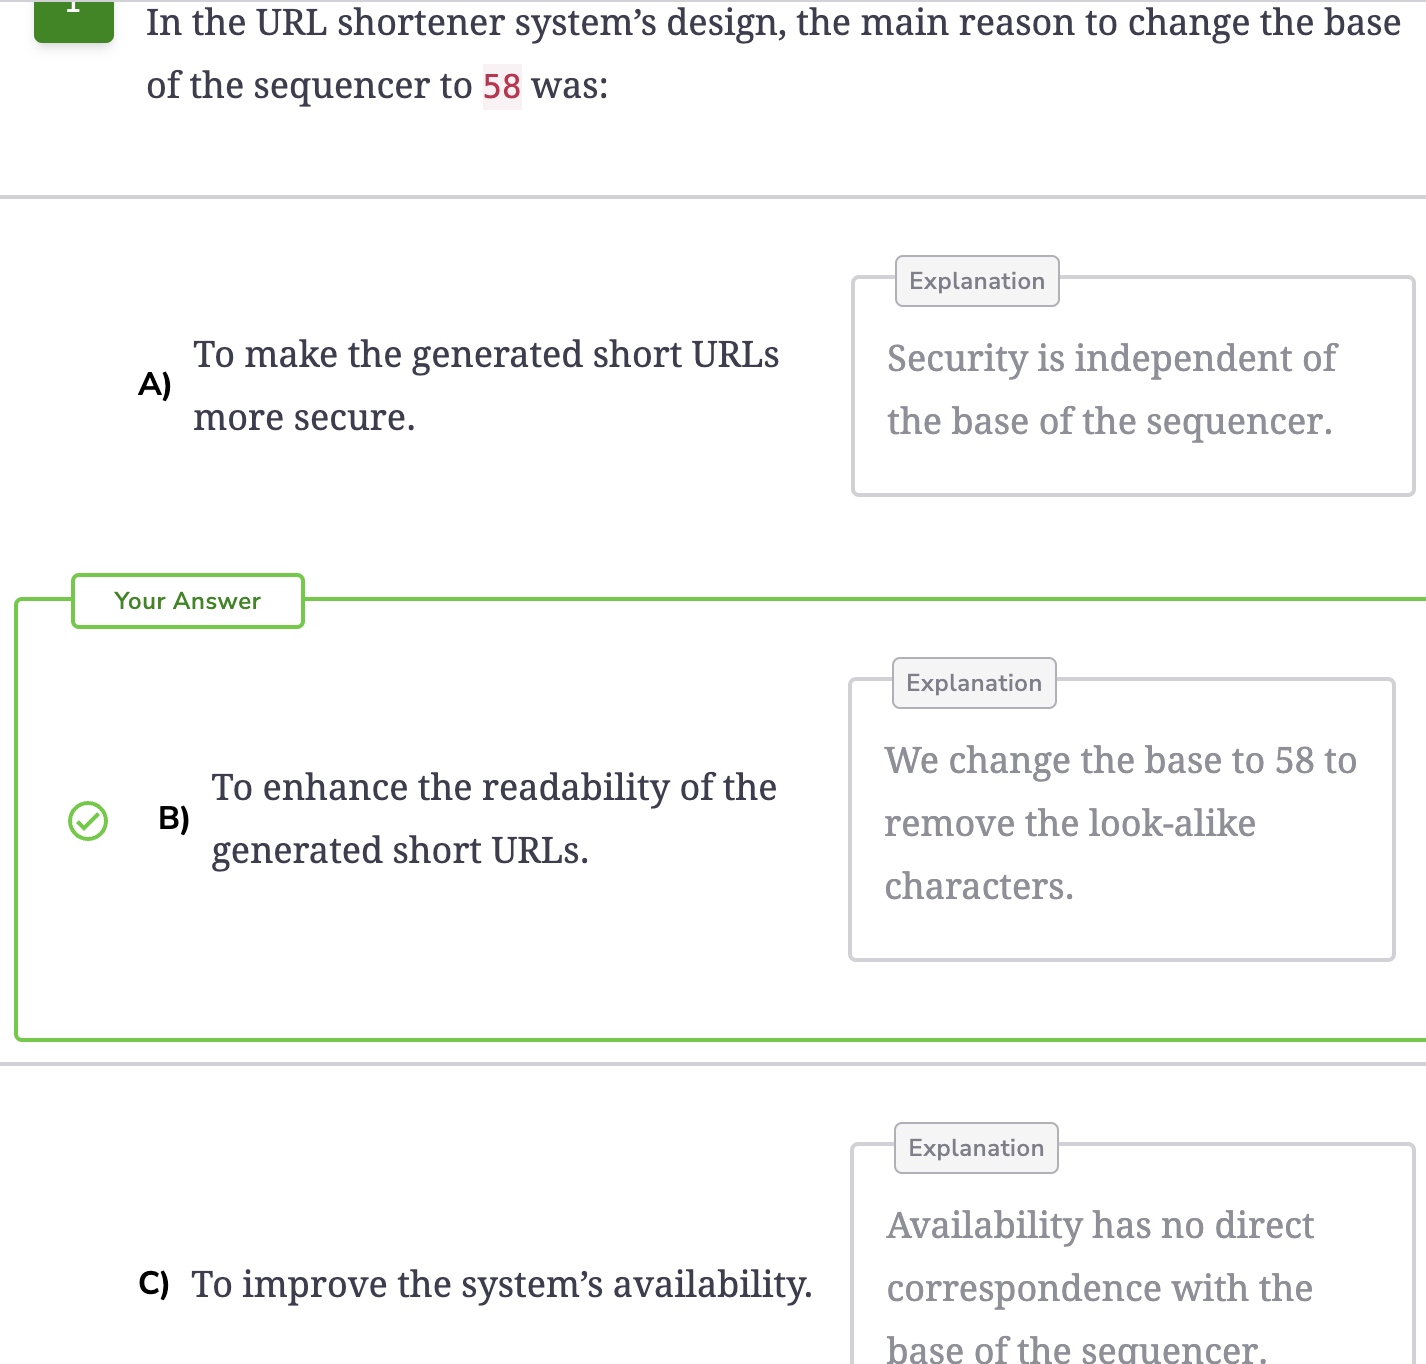 1
In the URL shortener system’s design, the main reason to change the base
of the sequencer to 58 was:
Explanation
A) To make the generated short URLs
more secure.
Security is independent of
the base of the sequencer.
Your Answer
Explanation
B) To enhance the readability of the
generated short URLs.
We change the base to 58 to
remove the look-alike
characters.
Explanation
C) To improve the system’s availability.
Availability has no direct
correspondence with the
base of the sequencer.